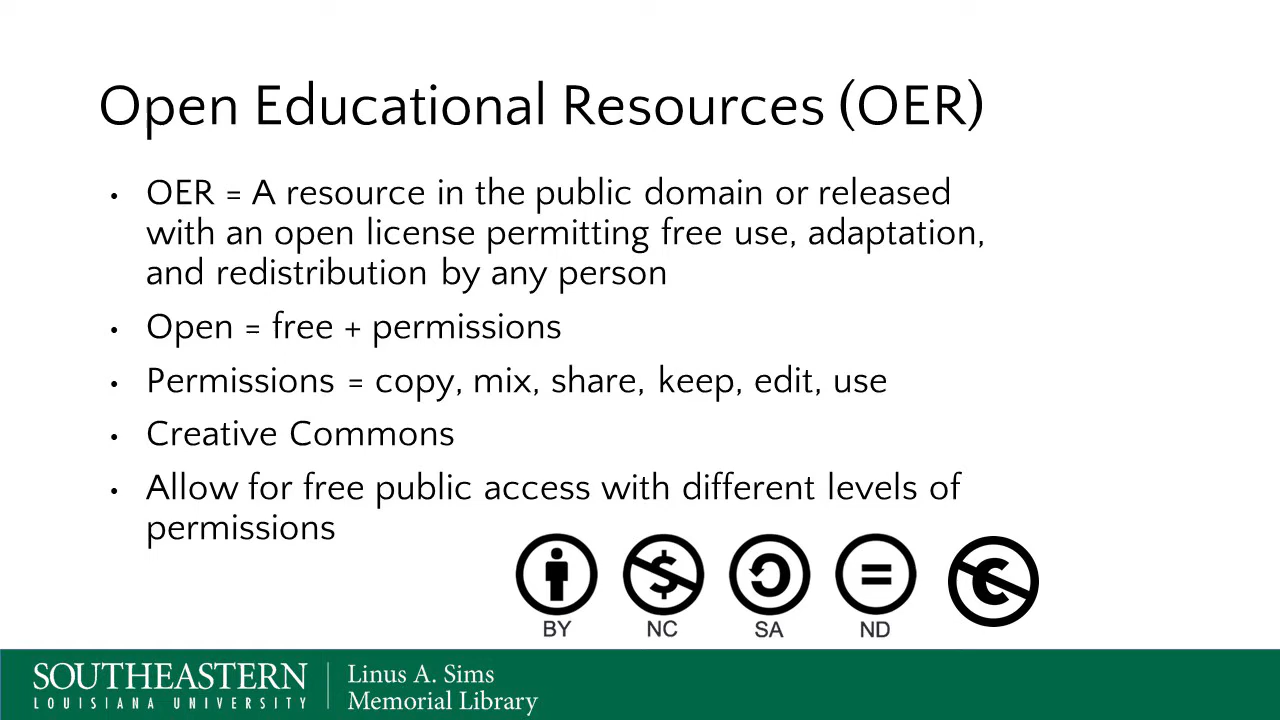 Open Educational Resources (OER)
• OER = A resource in the public domain or released
with an open license permitting free use, adaptation,
and redistribution by any person
• Open = free + permissions
• Permissions = copy, mix, share, keep, edit, use
• Creative Commons
• Allow for free public access with different levels of
permissions
BY NC SA ND
SOUTHEASTERN
LOUISIANA UNIVERSITY
Linus A. Sims
Memorial Library